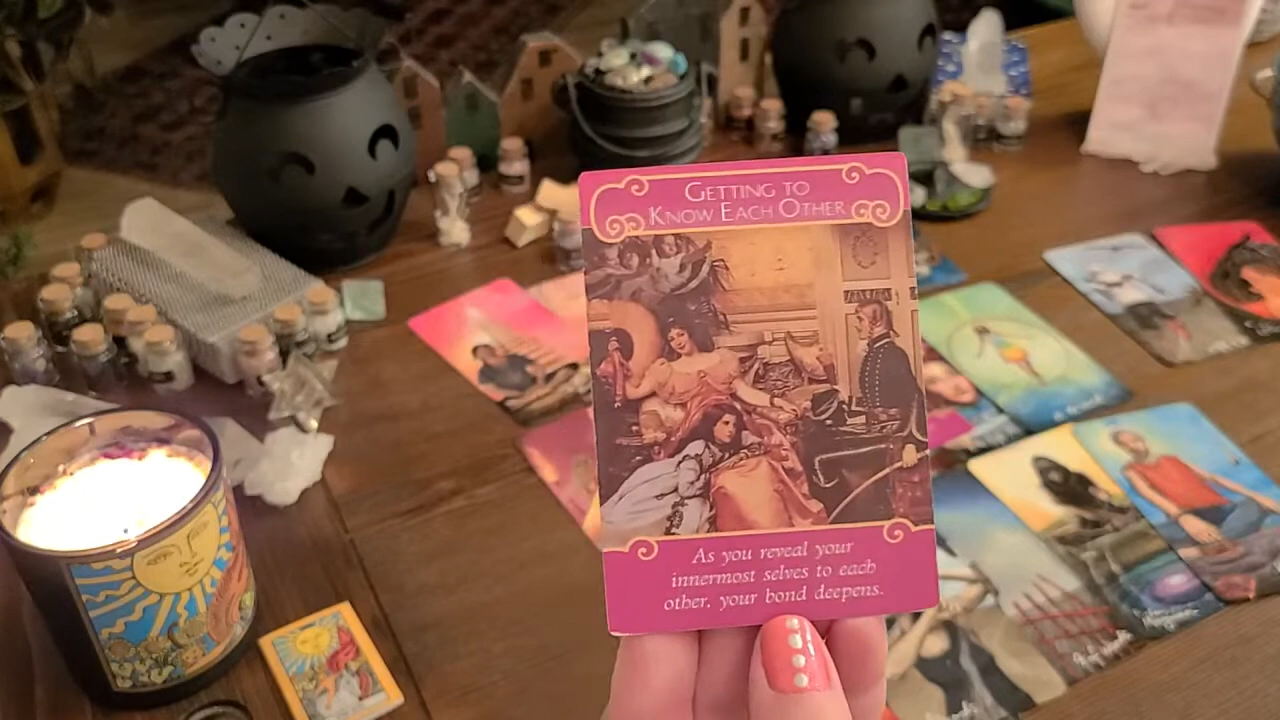 GETTING TO
KNOW EACH OTHER
As you reveal your
innermost selves to each
other, your bond deepens.